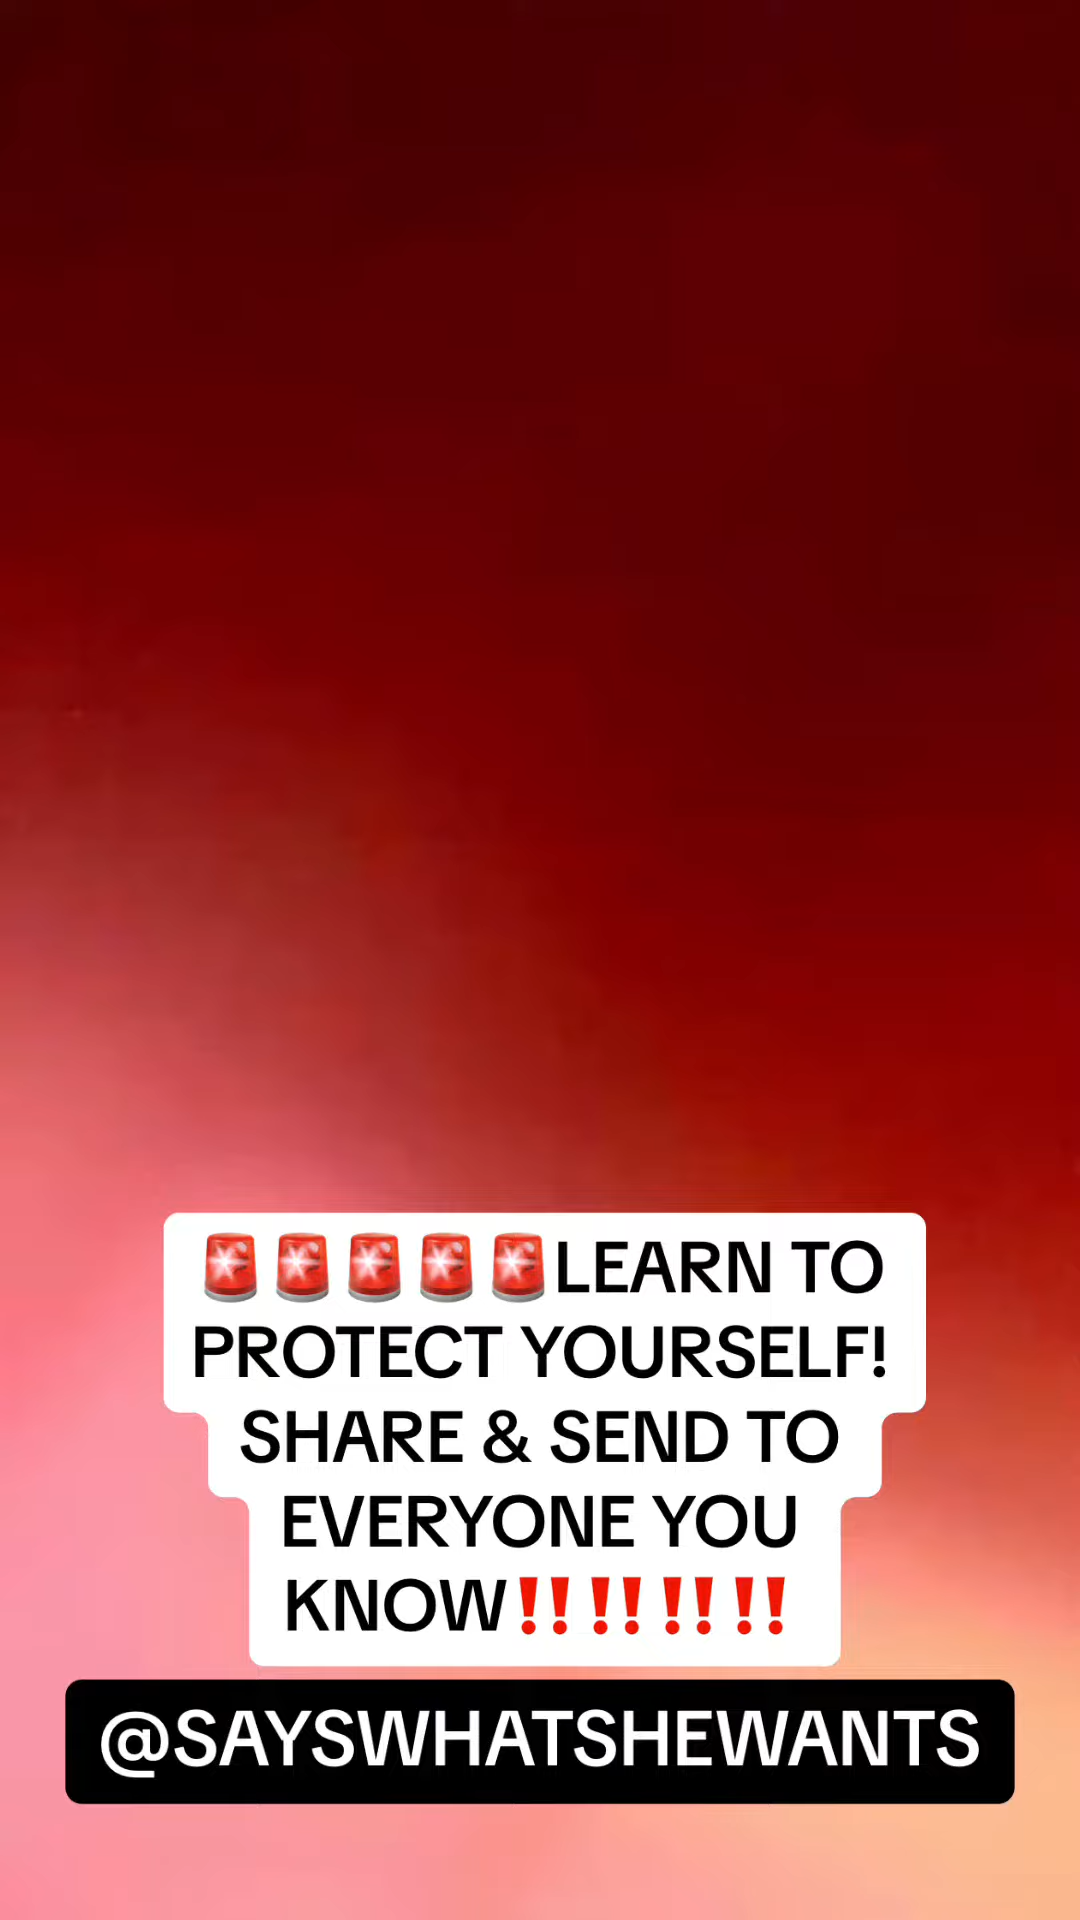 🚨🚨🚨🚨🚨LEARN TO
PROTECT YOURSELF!
SHARE & SEND TO
EVERYONE YOU
KNOW‼️‼️‼️‼️
@SAYSWHATSHEWANTS